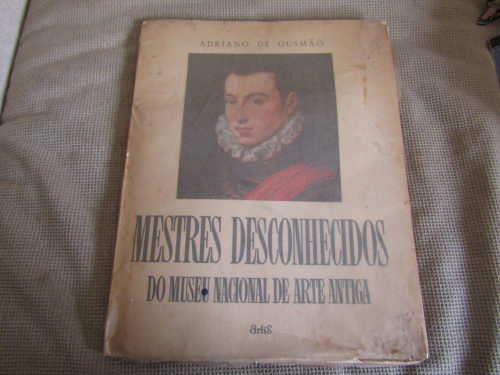 ADRIANO DE GUSMÃO
MESTRES DESCONHECIDOS
DO MUSEU NACIONAL DE ARTE ANTIGA
artis